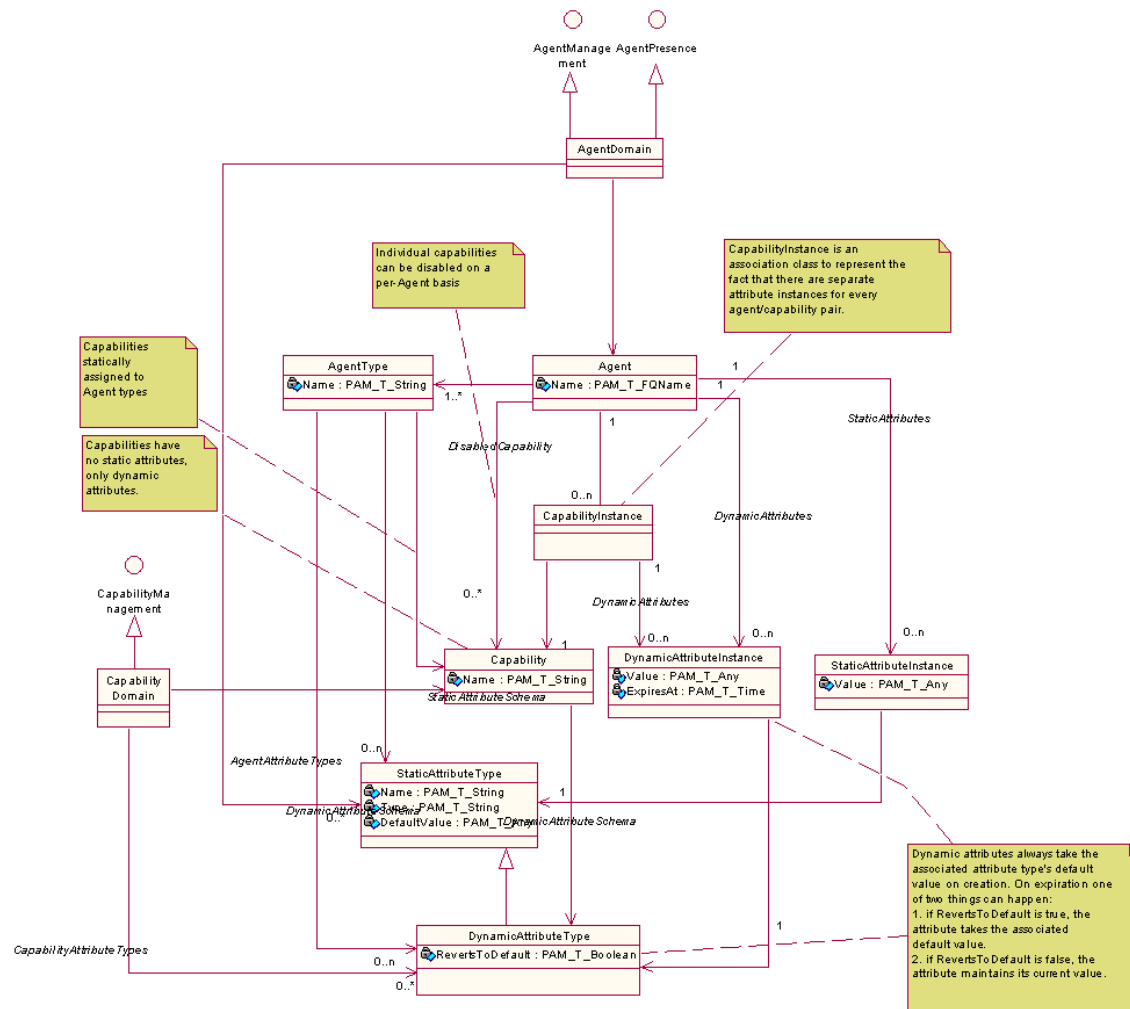 AgentManage
ment
AgentPresence
AgentDomain
Individual capabilities
can be disabled on a
per-Agent basis
CapabilityInstance is an
association class to represent the
fact that there are separate
attribute instances for every
agent/capability pair.
Capabilities
statically
assigned to
Agent types
AgentType
Name : PAM_T_String
Agent
Name : PAM_T_FQName
1
1
1..*
1
StaticAttributes
DisabledCapability
Capabilities have
no static attributes,
only dynamic
attributes.
0..n
CapabilityInstance
DynamicAttributes
1
CapabilityMa
nagement
0..*
DynamicAttributes
1
0..n
0..n
0..n
Capability
Name : PAM_T_String
DynamicAttributeInstance
Value : PAM_T_Any
ExpiresAt : PAM_T_Time
StaticAttributeInstance
Value : PAM_T_Any
Capability
Domain
StaticAttributeSchema
0..n
AgentAttributeTypes
StaticAttributeType
Name : PAM_T_String
Type : PAM_T_String
DefaultValue : PAM_T_Any
DynamicAttributeSchema
0..*
1
DynamicAttributeSchema
Dynamic attributes always take the
associated attribute type's default
value on creation. On expiration one
of two things can happen:
1. if RevertsToDefault is true, the
attribute takes the associated
default value.
2. if RevertsToDefault is false, the
attribute maintains its current value.
1
DynamicAttributeType
RevertsToDefault : PAM_T_Boolean
CapabilityAttributeTypes
0..n
0..*